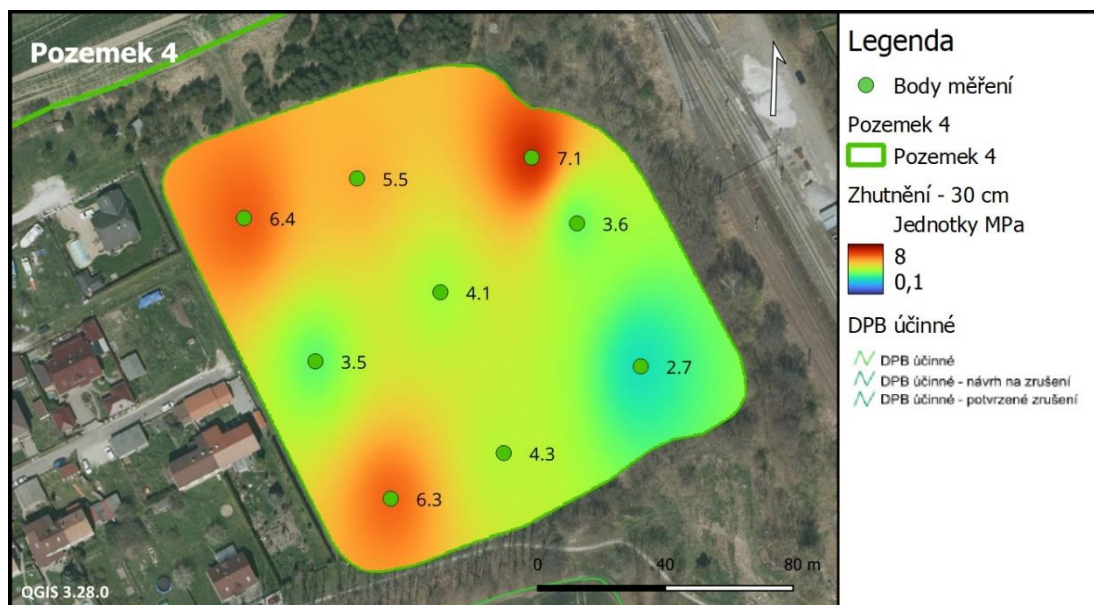 Pozemek 4
7.1
5.5
3.6
6.4
4.1
3.5
2.7
4.3
6.3
0 40 80 m
QGIS 3.28.0
Legenda
Body měření
Pozemek 4
Pozemek 4
Zhutnění - 30 cm
Jednotky MPa
8
0,1
DPB účinné
DPB účinné
DPB účinné - návrh na zrušení
DPB účinné - potvrzené zrušení